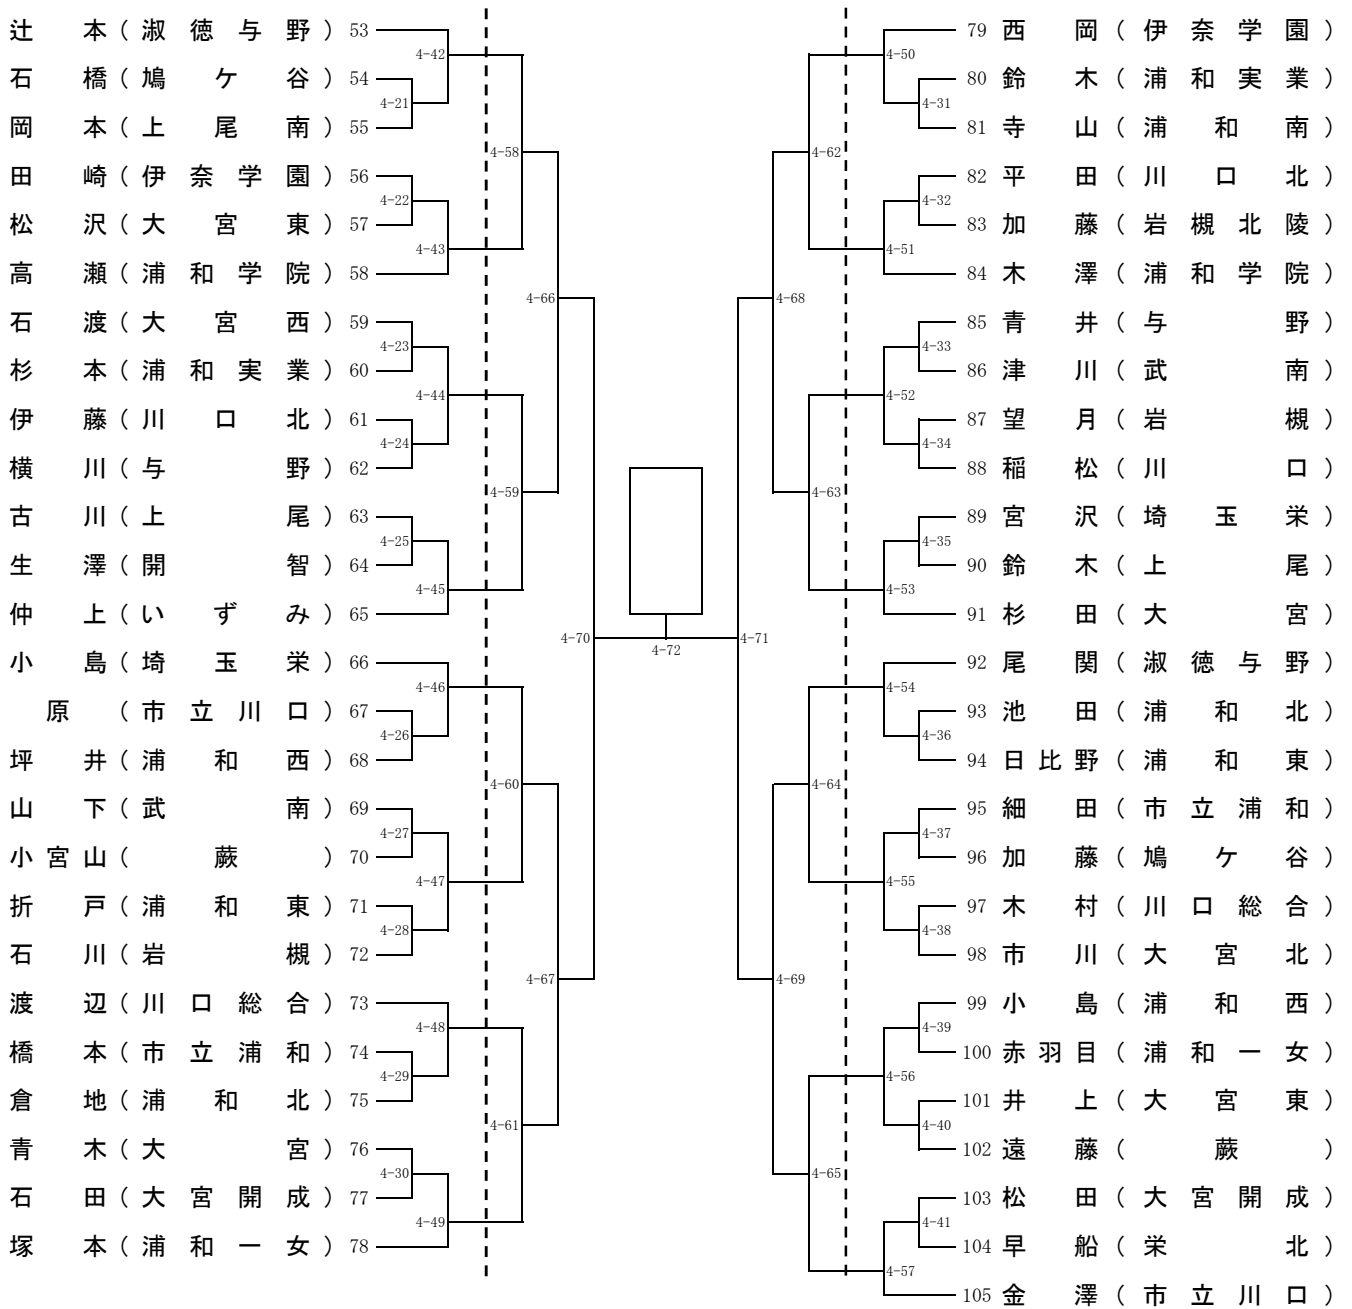 辻本(淑徳与野) 53
4-42
石橋(鳩ケ谷) 54
4-21
岡本(上尾南) 55
4-58
田崎(伊奈学園) 56
4-22
松沢(大宮東) 57
4-43
高瀬(浦和学院) 58
4-66
石渡(大宮西) 59
4-23
杉本(浦和実業) 60
4-44
伊藤(川口北) 61
4-24
横川(与野) 62
4-59
古川(上尾) 63
4-25
生澤(開智) 64
4-45
仲上(いずみ) 65
4-70
小島(埼玉栄) 66
4-46
原(市立川口) 67
4-26
坪井(浦和西) 68
4-60
山下(武南) 69
4-27
小宮山(蕨) 70
4-47
折戸(浦和東) 71
4-28
石川(岩槻) 72
4-67
渡辺(川口総合) 73
4-48
橋本(市立浦和) 74
4-29
倉地(浦和北) 75
4-61
青木(大宮) 76
4-30
石田(大宮開成) 77
4-49
塚本(浦和一女) 78
4-72
79 西岡(伊奈学園)
4-50
80 鈴木(浦和実業)
4-31
81 寺山(浦和南)
4-62
82 平田(川口北)
4-32
83 加藤(岩槻北陵)
4-51
84 木澤(浦和学院)
4-68
85 青井(与野)
4-33
86 津川(武南)
4-52
87 望月(岩槻)
4-34
88 稲松(川口)
4-63
89 宮沢(埼玉栄)
4-35
90 鈴木(上尾)
4-53
91 杉田(大宮)
4-71
92 尾関(淑徳与野)
4-54
93 池田(浦和北)
4-36
94 日比野(浦和東)
4-64
95 細田(市立浦和)
4-37
96 加藤(鳩ケ谷)
4-55
97 木村(川口総合)
4-38
98 市川(大宮北)
4-69
99 小島(浦和西)
4-39
100 赤羽目(浦和一女)
4-56
101 井上(大宮東)
4-40
102 遠藤(蕨)
4-65
103 松田(大宮開成)
4-41
104 早船(栄北)
4-57
105 金澤(市立川口)